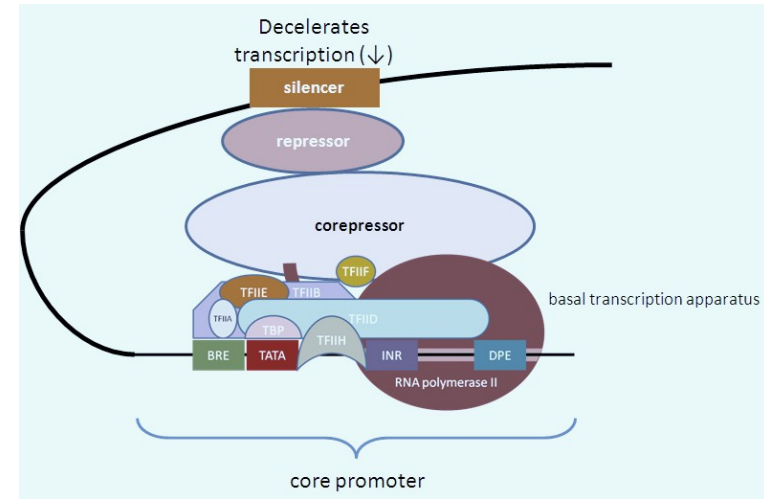 Decelerates
transcription (↓)
silencer
repressor
corepressor
TFIIF
TFIIE
TFIIB
basal transcription apparatus
TFIIA
TFIID
TBP
TFIIH
BRE
TATA
INR
DPE
RNA polymerase II
core promoter